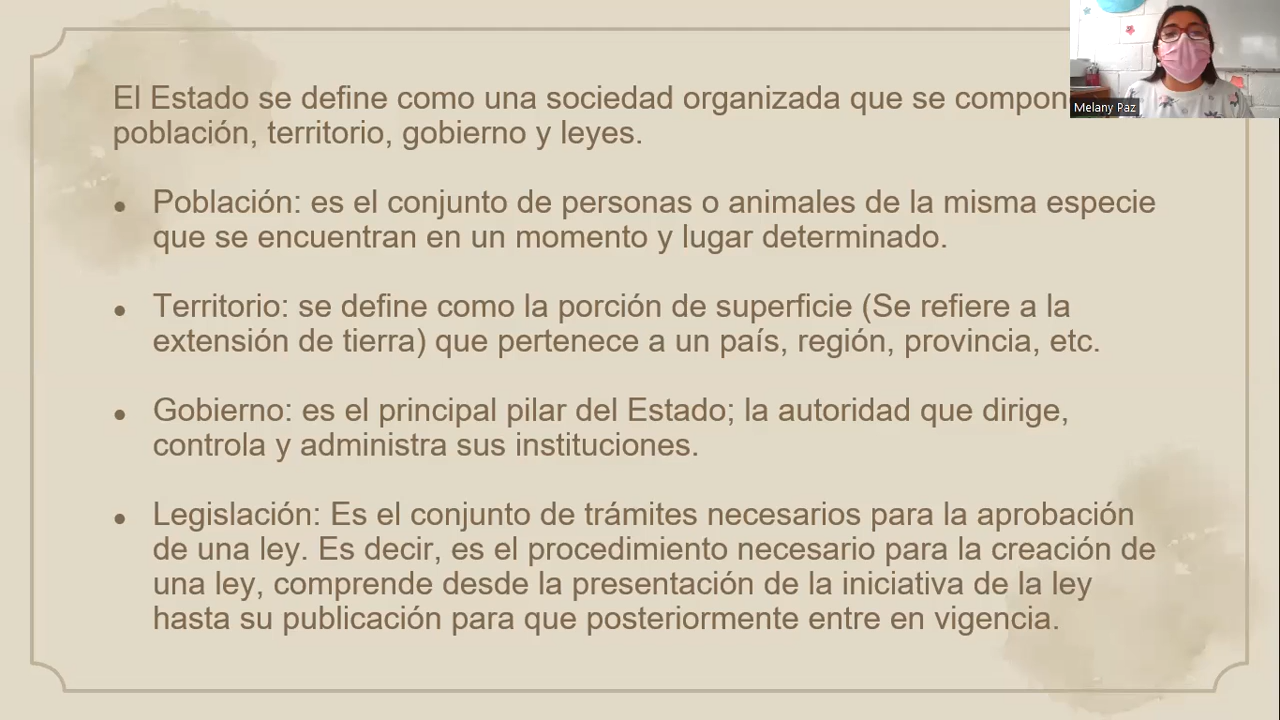 El Estado se define como una sociedad organizada que se compon
población, territorio, gobierno y leyes.
● Población: es el conjunto de personas o animales de la misma especie
que se encuentran en un momento y lugar determinado.
● Territorio: se define como la porción de superficie (Se refiere a la
extensión de tierra) que pertenece a un país, región, provincia, etc.
● Gobierno: es el principal pilar del Estado; la autoridad que dirige,
controla y administra sus instituciones.
● Legislación: Es el conjunto de trámites necesarios para la aprobación
de una ley. Es decir, es el procedimiento necesario para la creación de
una ley, comprende desde la presentación de la iniciativa de la ley
hasta su publicación para que posteriormente entre en vigencia.
Melany Paz